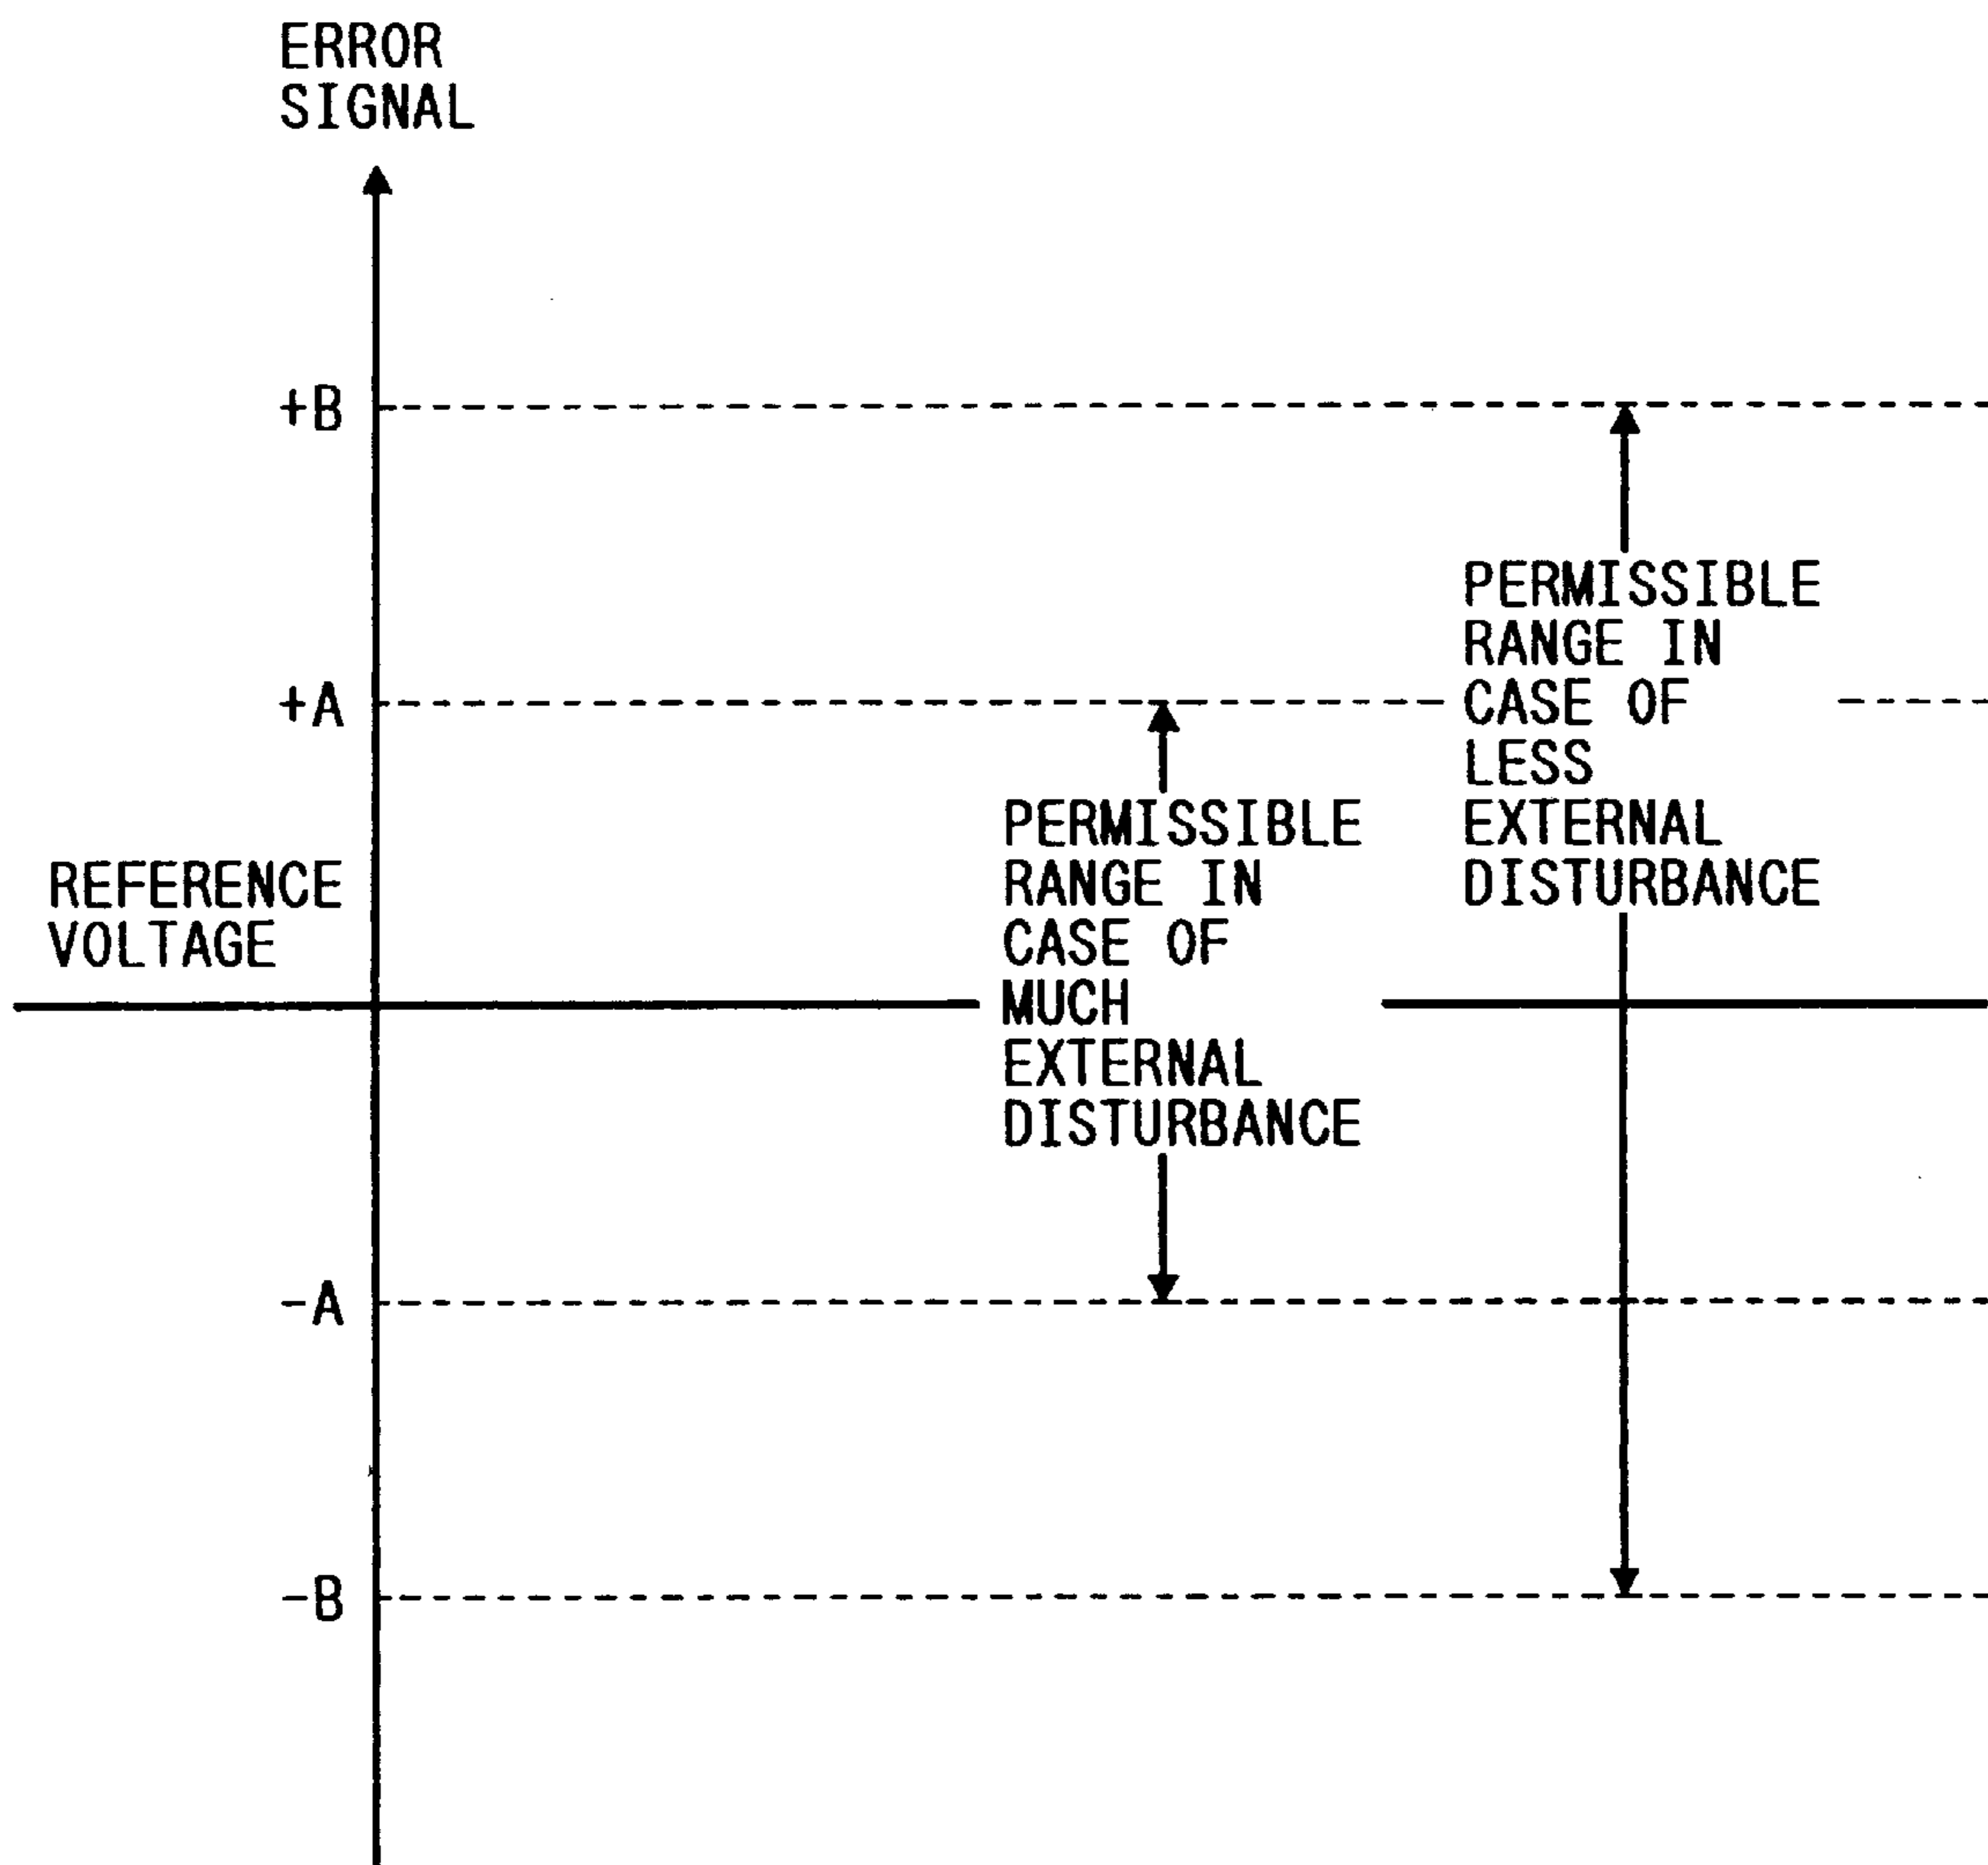 ERROR
SIGNAL
+B
+A
PERMISSIBLE
RANGE IN
CASE OF
LESS
EXTERNAL
DISTURBANCE
PERMISSIBLE
RANGE IN
CASE OF
MUCH
EXTERNAL
DISTURBANCE
REFERENCE
VOLTAGE
-A
-B